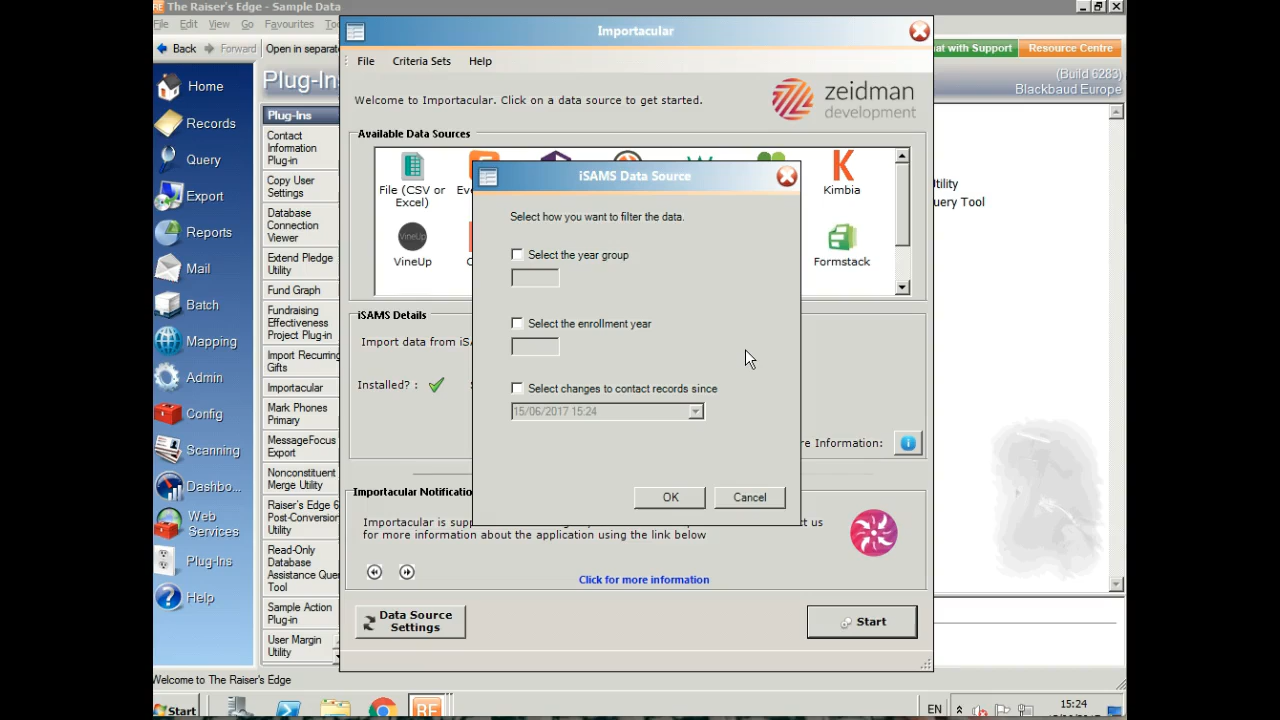 The Raiser's Edge - Sample Data
File Edit View Go Favourites
Back Forward Open in separat
Chat with Support Resource Centre
Home
Records
Query
Export
Reports
Mail
Batch
Mapping
Admin
Config
Scanning
Dashbo...
Web
Services
Plug-Ins
Help
Plug-In
(Build 6283)
Blackbaud Europe
Plug-Ins
Contact
Information
Plug-in
Copy User
Settings
Database
Connection
Viewer
Extend Pledge
Utility
Fund Graph
Fundraising
Effectiveness
Project Plug-in
Import Recurring
Gifts
Importacular
Mark Phones
Primary
MessageFocus
Export
Nonconstituent
Merge Utility
Raiser's Edge 6
Post-Conversion
Utility
Read-Only
Database
Assistance Que
Tool
Sample Action
Plug-in
User Margin
Utility
tility
uery Tool
Importacular
File Criteria Sets Help
Welcome to Importacular. Click on a data source to get started.
zeidman
development
Available Data Sources
File (CSV or
Excel)
Eve
K
Kimbia
VineUp
VineUp
Formstack
iSAMS Details
Import data from iSA
Installed? :
re Information:
Importacular Notificatio
Importacular is supp
ct us
for more information about the application using the link below
Click for more information
Data Source
Settings
Start
iSAMS Data Source
Select how you want to filter the data.
Select the year group
Select the enrollment year
Select changes to contact records since
15/06/2017 15:24
OK Cancel
Welcome to The Raiser's Edge
Start
RE
EN
15:24